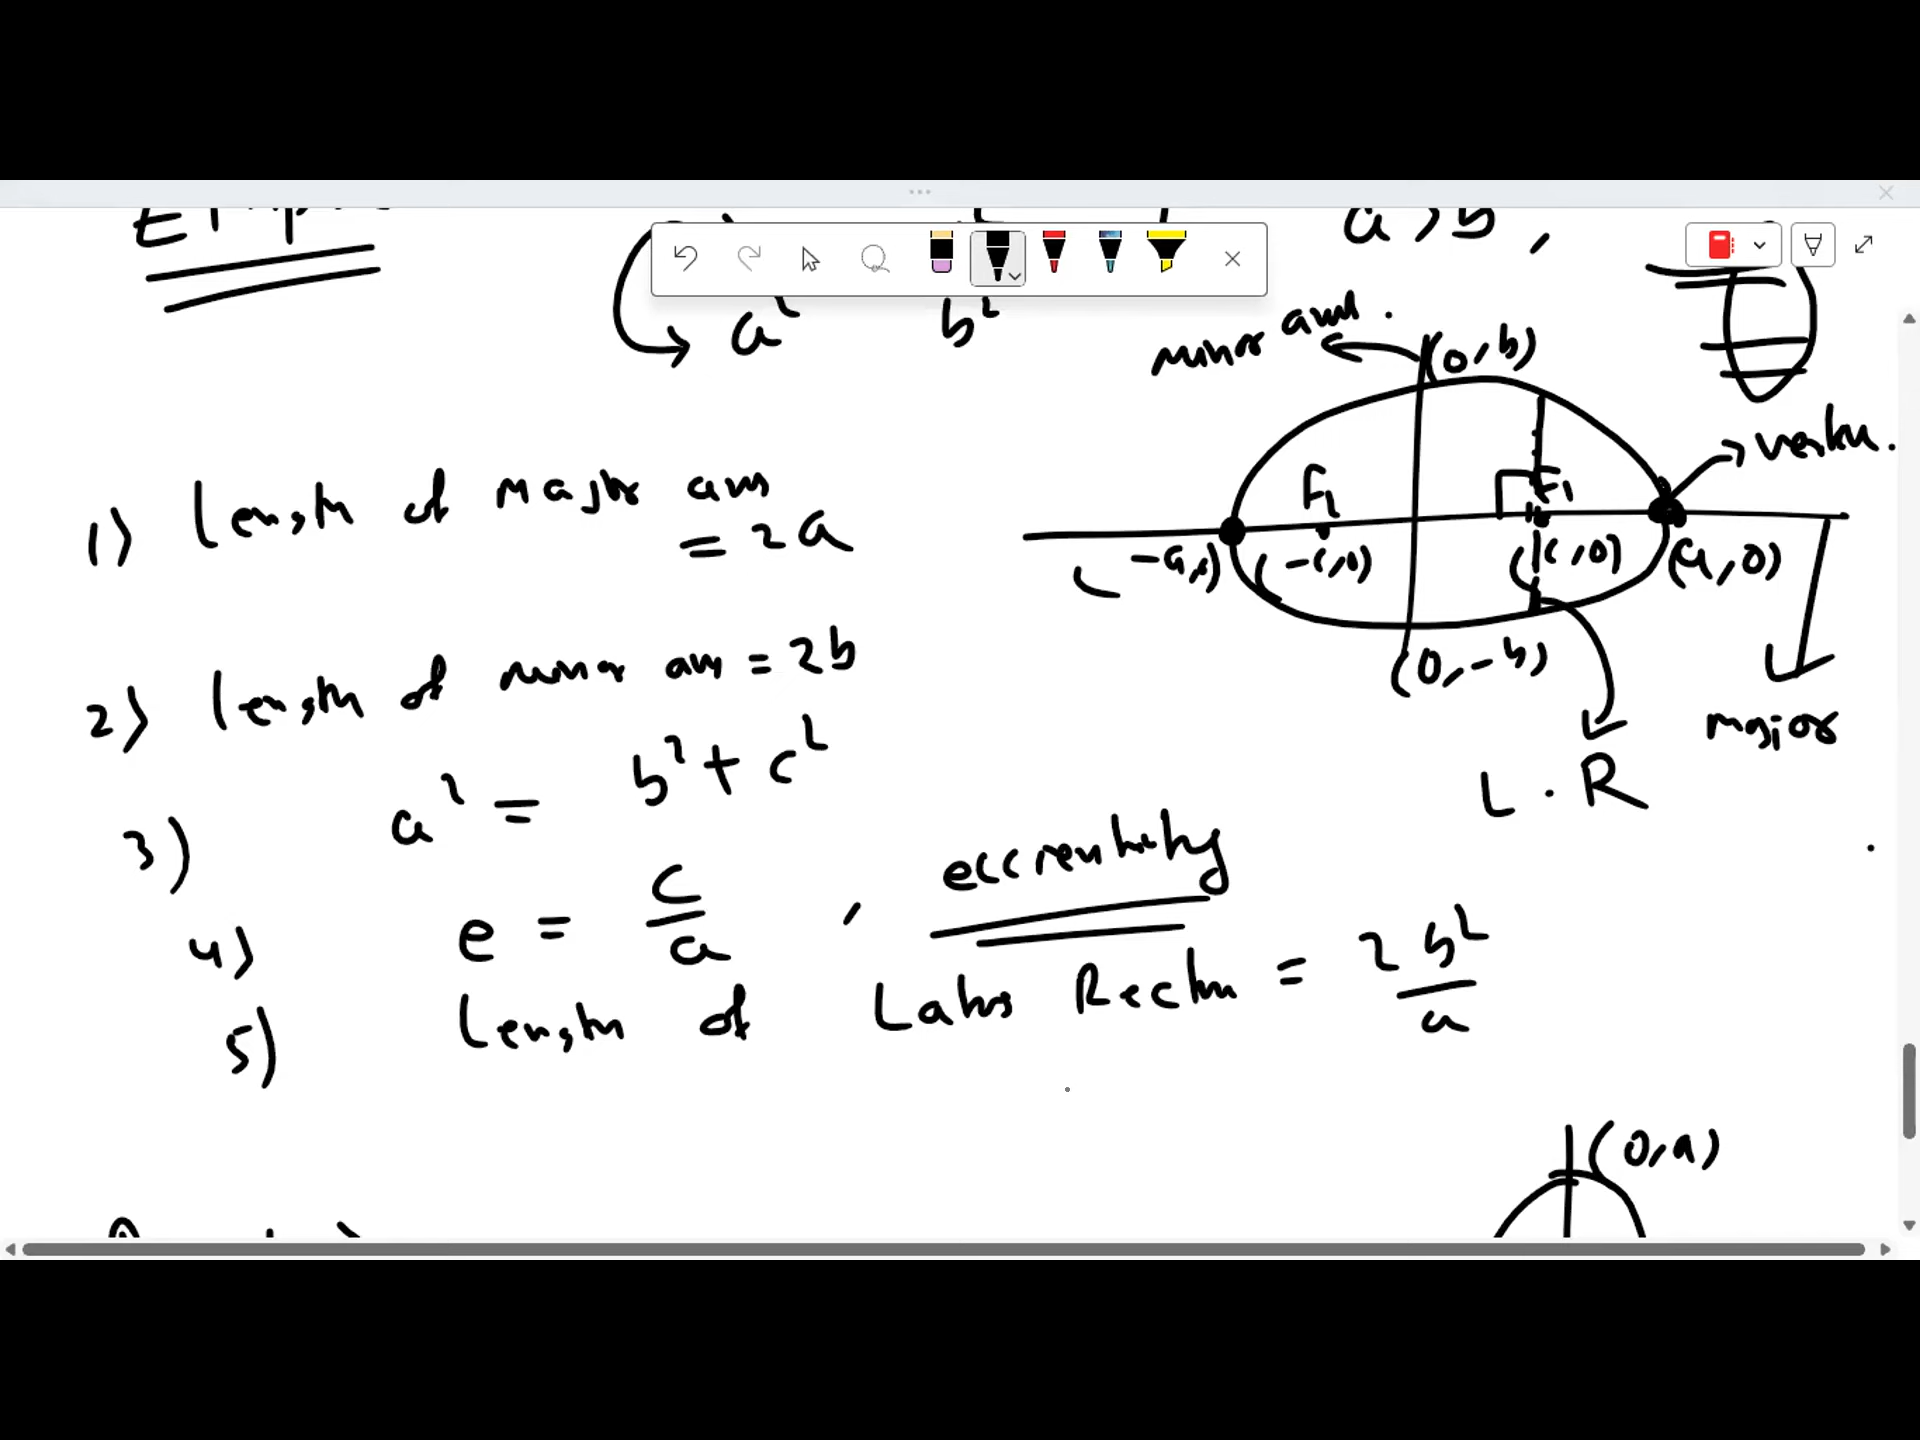 a > b ,
a² b²
minor axis .
(0, b)
→ vertex.
1) Length of major axis
= 2a
F₂ F₁
(-a,0) (-c,0) (c,0) (a,0)
(0,-b)
2) Length of minor axis = 2b
major
3) a² = b² + c²
L . R
4) e = c/a , eccentricity
5) Length of Latus Rectum = 2b²/a
(0,a)